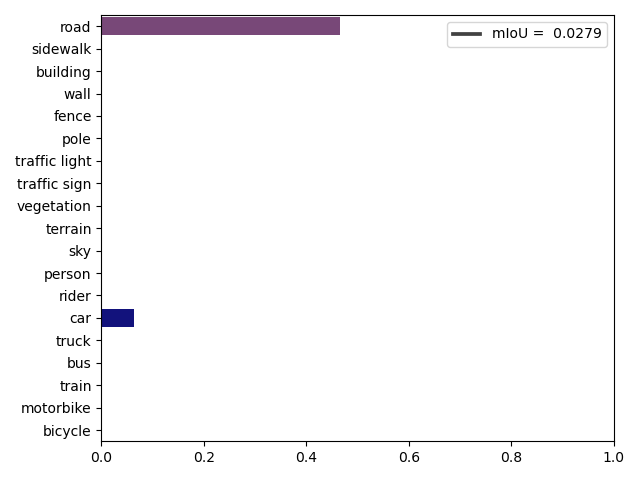 road
sidewalk
building
wall
fence
pole
traffic light
traffic sign
vegetation
terrain
sky
person
rider
car
truck
bus
train
motorbike
bicycle
mIoU =  0.0279
0.0 0.2 0.4 0.6 0.8 1.0